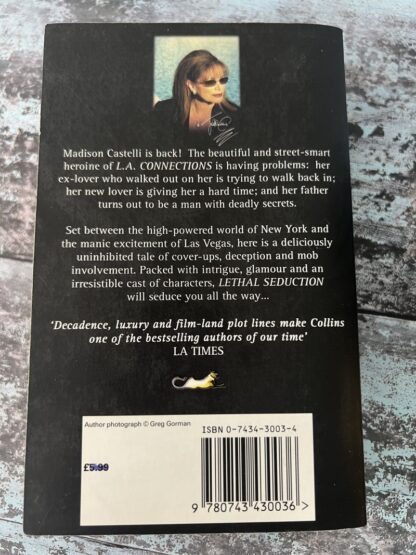 Madison Castelli is back! The beautiful and street-smart
heroine of L.A. CONNECTIONS is having problems: her
ex-lover who walked out on her is trying to walk back in;
her new lover is giving her a hard time; and her father
turns out to be a man with deadly secrets.
Set between the high-powered world of New York and
the manic excitement of Las Vegas, here is a deliciously
uninhibited tale of cover-ups, deception and mob
involvement. Packed with intrigue, glamour and an
irresistible cast of characters, LETHAL SEDUCTION
will seduce you all the way...
‘Decadence, luxury and film-land plot lines make Collins
one of the bestselling authors of our time’
LA TIMES
Author photograph © Greg Gorman
ISBN 0-7434-3003-4
£5.99
9 780743 430036 >